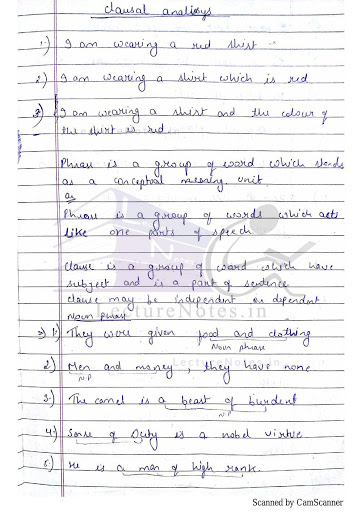 Clausal analisys
1) I am wearing a red shirt
2) I am wearing a shirt which is red
3) I am wearing a shirt and the colour of
the shirt is red.
Phrase is a group of word which stands
as a conceptual meaning unit.
Phrase is a group of words which acts
like one parts of speech
Clause is a group of word which have
subject and is a part of sentence
clause may be independent or dependent
Noun phrase
3) 1) They were given food and clothing
Noun phrase
2) Men and money, they have none
N.P
3) The camel is a beast of burdent
N.P
4) Sense of Duty is a nobel virtue
5) He is a man of high rank.
LectureNotes.in
LectureNotes.in
Scanned by CamScanner